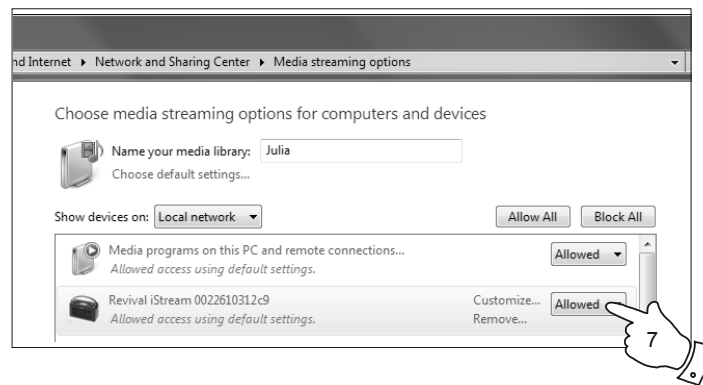 nd Internet ▸ Network and Sharing Center ▸ Media streaming options
Choose media streaming options for computers and devices
Name your media library: Julia
Choose default settings...
Show devices on: Local network Allow All Block All
Media programs on this PC and remote connections... Allowed
Allowed access using default settings.
Revival iStream 0022610312c9 Customize... Allowed
Allowed access using default settings. Remove...
7